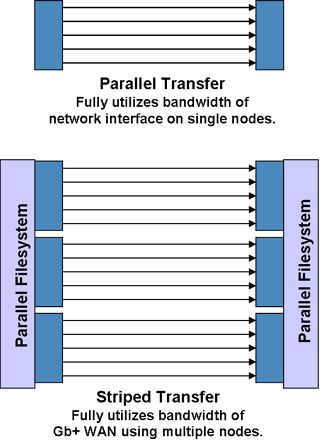 Parallel Transfer
Fully utilizes bandwidth of
network interface on single nodes.
Parallel Filesystem
Parallel Filesystem
Striped Transfer
Fully utilizes bandwidth of
Gb+ WAN using multiple nodes.